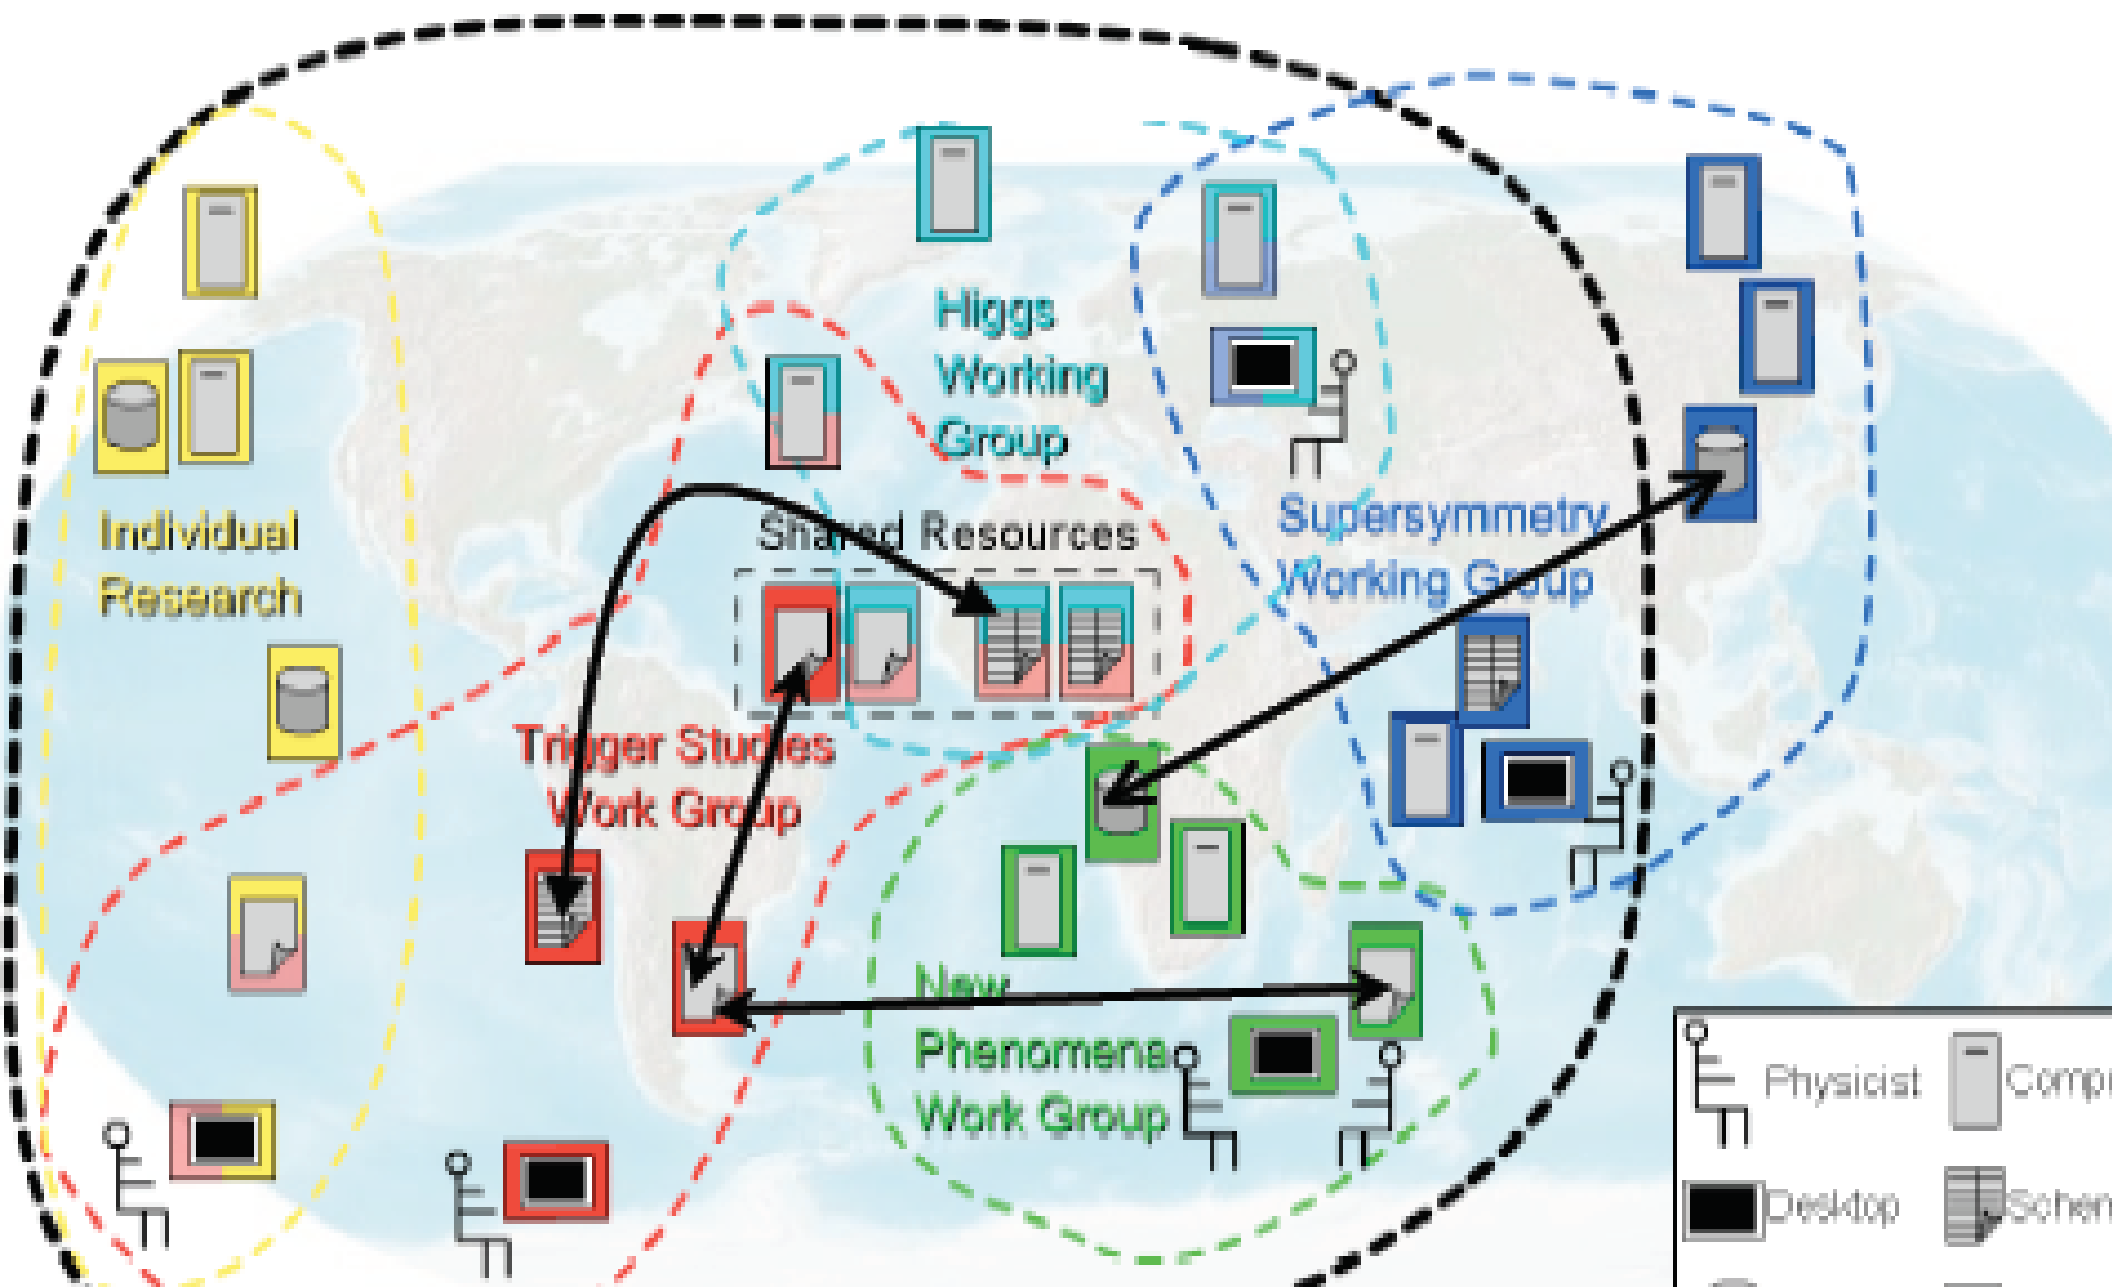 Higgs
Working
Group
Individual
Research
Shared Resources
Supersymmetry
Working Group
Trigger Studies
Work Group
New
Phenomena
Work Group
Physicist
Desktop